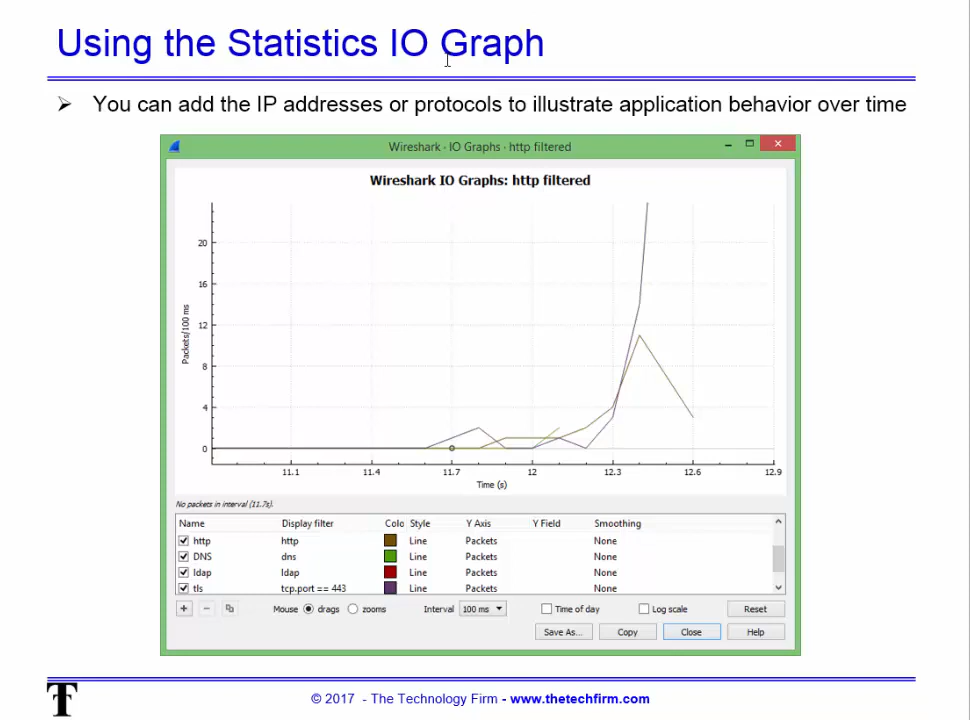 Using the Statistics IO Graph
➢ You can add the IP addresses or protocols to illustrate application behavior over time
Wireshark · IO Graphs · http filtered
Wireshark IO Graphs: http filtered
Packets/100 ms
20
16
12
8
4
0
11.1 11.4 11.7 12 12.3 12.6 12.9
Time (s)
No packets in interval (11.7s).
Name Display filter Colo Style Y Axis Y Field Smoothing
http http Line Packets None
DNS dns Line Packets None
ldap ldap Line Packets None
tls tcp.port == 443 Line Packets None
Mouse drags zooms Interval 100 ms Time of day Log scale Reset
Save As... Copy Close Help
T © 2017 - The Technology Firm - www.thetechfirm.com